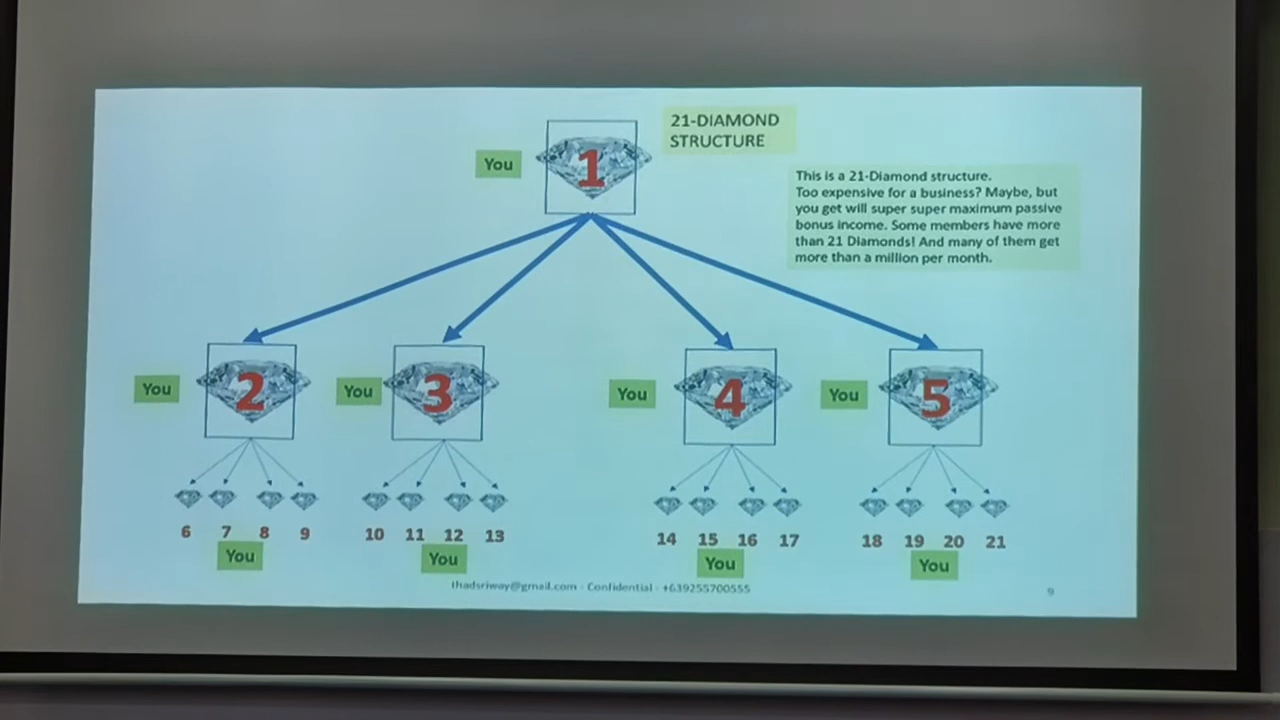 21-DIAMOND
STRUCTURE
You
1
This is a 21-Diamond structure.
Too expensive for a business? Maybe, but
you get will super super maximum passive
bonus income. Some members have more
than 21 Diamonds! And many of them get
more than a million per month.
You 2 You 3 You 4 You 5
6 7 8 9 10 11 12 13 14 15 16 17 18 19 20 21
You You You You
thadsriway@gmail.com - Confidential - +639255700555
9